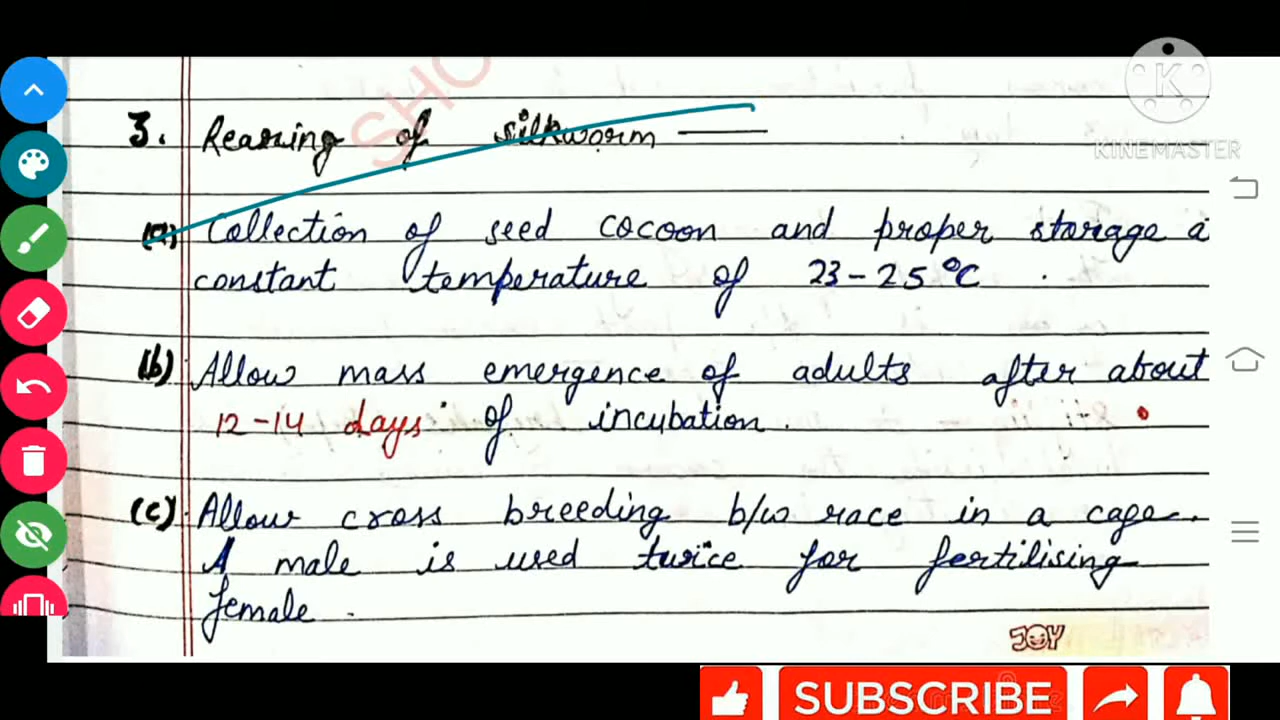 SHO
K
KINEMASTER
3. Rearing of silkworm —
(a) Collection of seed cocoon and proper storage a
constant temperature of 23-25°C .
(b) Allow mass emergence of adults after about
12-14 days of incubation .
(c) Allow cross breeding b/w race in a cage.
A male is used twice for fertilising
female .
JOY
SUBSCRIBE